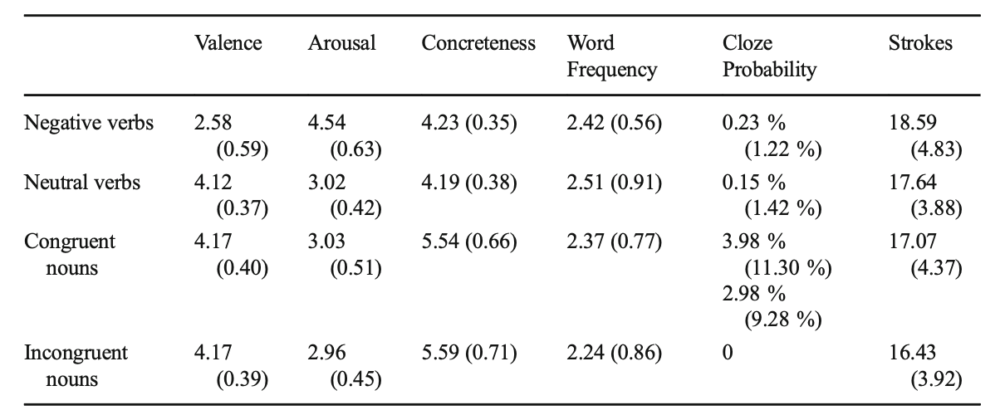 Valence Arousal Concreteness Word Cloze Strokes
Frequency Probability
Negative verbs 2.58 4.54 4.23 (0.35) 2.42 (0.56) 0.23 % 18.59
(0.59) (0.63) (1.22 %) (4.83)
Neutral verbs 4.12 3.02 4.19 (0.38) 2.51 (0.91) 0.15 % 17.64
(0.37) (0.42) (1.42 %) (3.88)
Congruent 4.17 3.03 5.54 (0.66) 2.37 (0.77) 3.98 % 17.07
nouns (0.40) (0.51) (11.30 %) (4.37)
2.98 %
(9.28 %)
Incongruent 4.17 2.96 5.59 (0.71) 2.24 (0.86) 0 16.43
nouns (0.39) (0.45) (3.92)